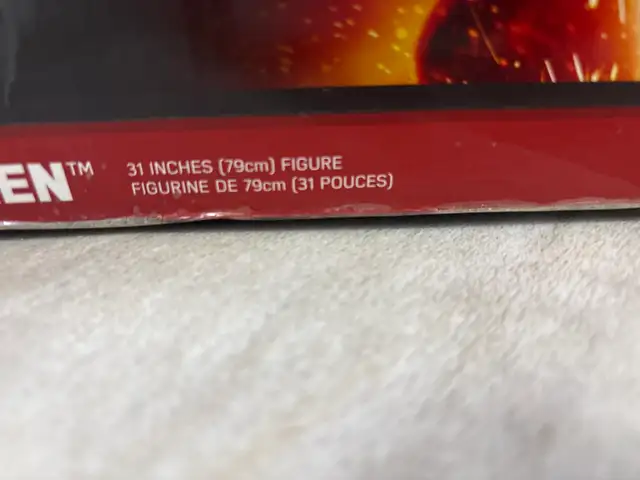 EN™
31 INCHES (79cm) FIGURE
FIGURINE DE 79cm (31 POUCES)